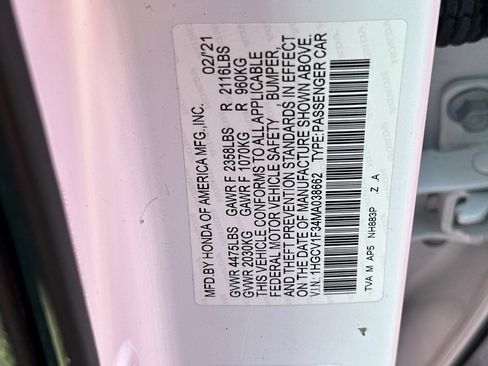 MFD BY HONDA OF AMERICA MFG.,INC. 02/21
GVWR 4475LBS GAWR F 2358LBS R 2116LBS
GVWR 2030KG GAWR F 1070KG R 960KG
THIS VEHICLE CONFORMS TO ALL APPLICABLE
FEDERAL MOTOR VEHICLE SAFETY, BUMPER,
AND THEFT PREVENTION STANDARDS IN EFFECT
ON THE DATE OF MANUFACTURE SHOWN ABOVE.
V.I.N.: 1HGCV1F34MA038662 TYPE:PASSENGER CAR
TVA M AP5 NH883P Z A
HONDA